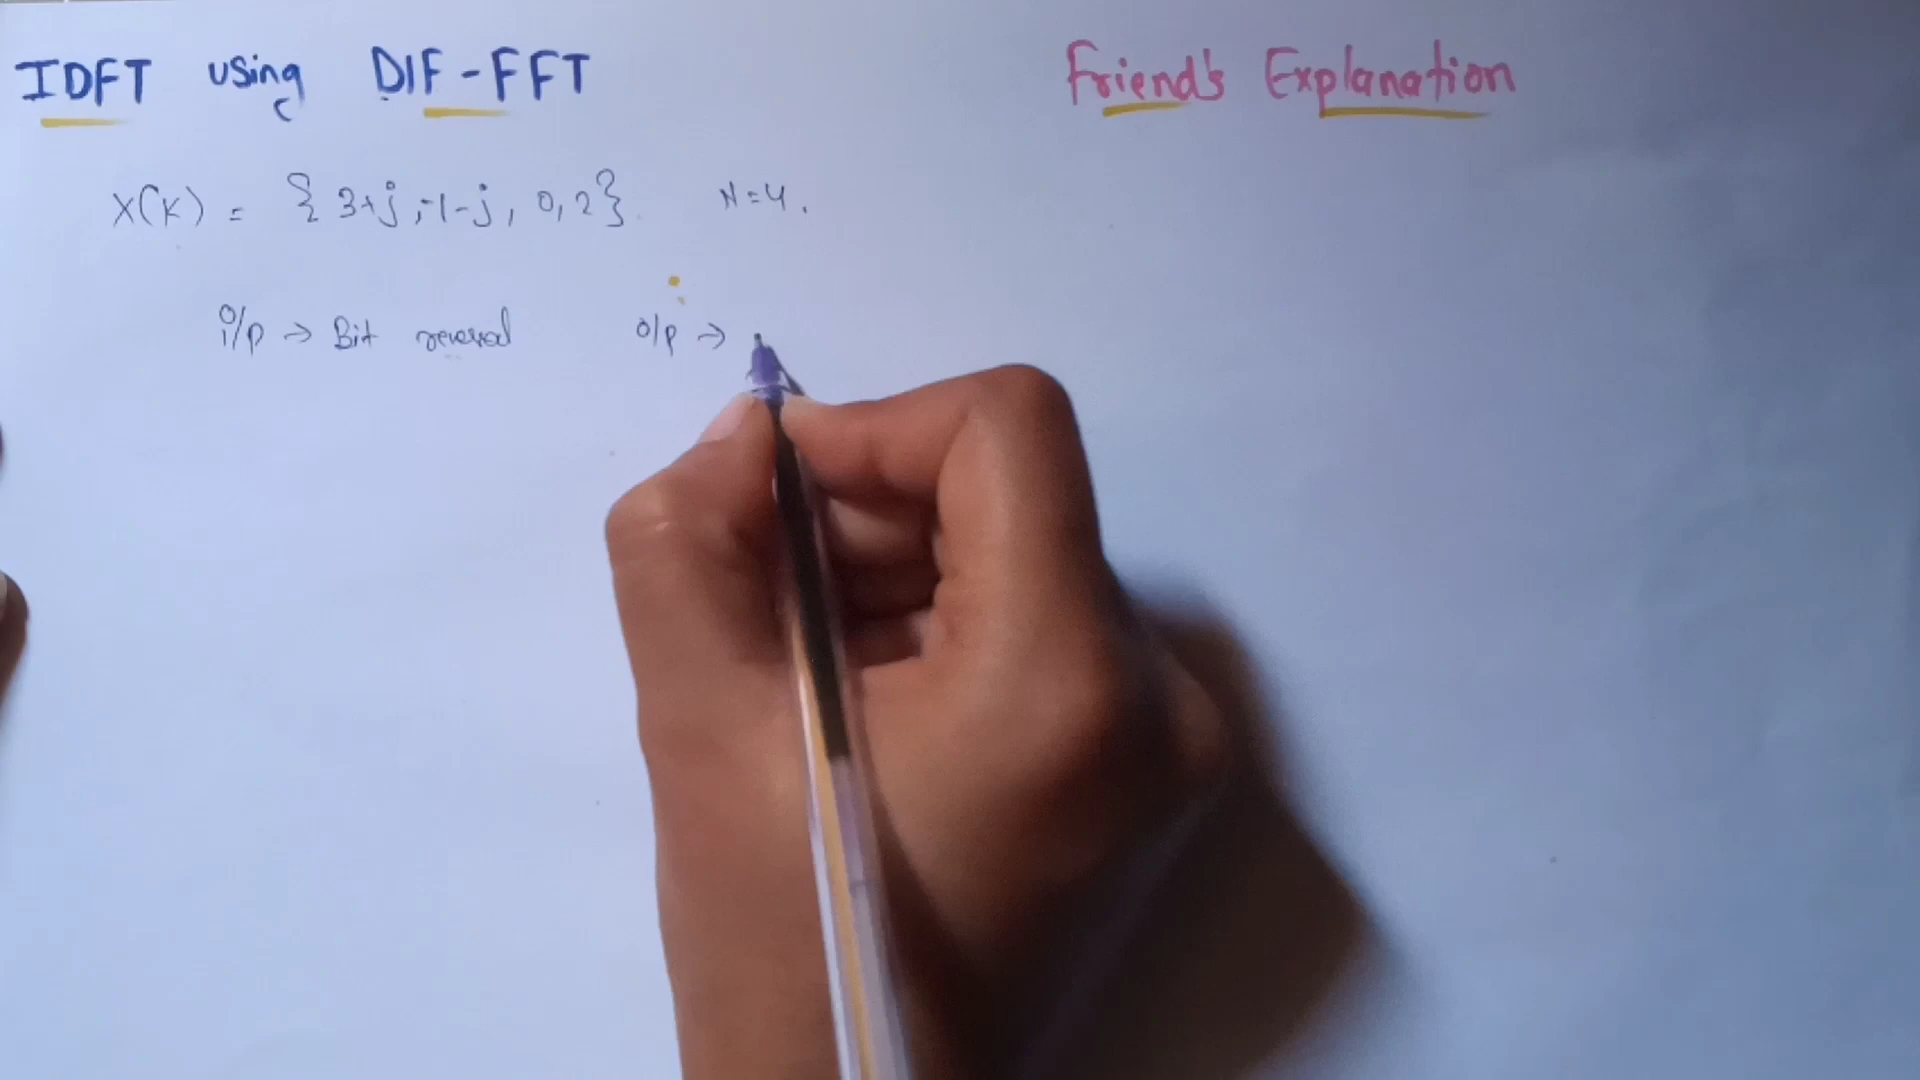 IDFT using DIF-FFT
Friend's Explanation
X(K) = {3+j, -1-j, 0, 2} N=4.
i/p → Bit reversal o/p →